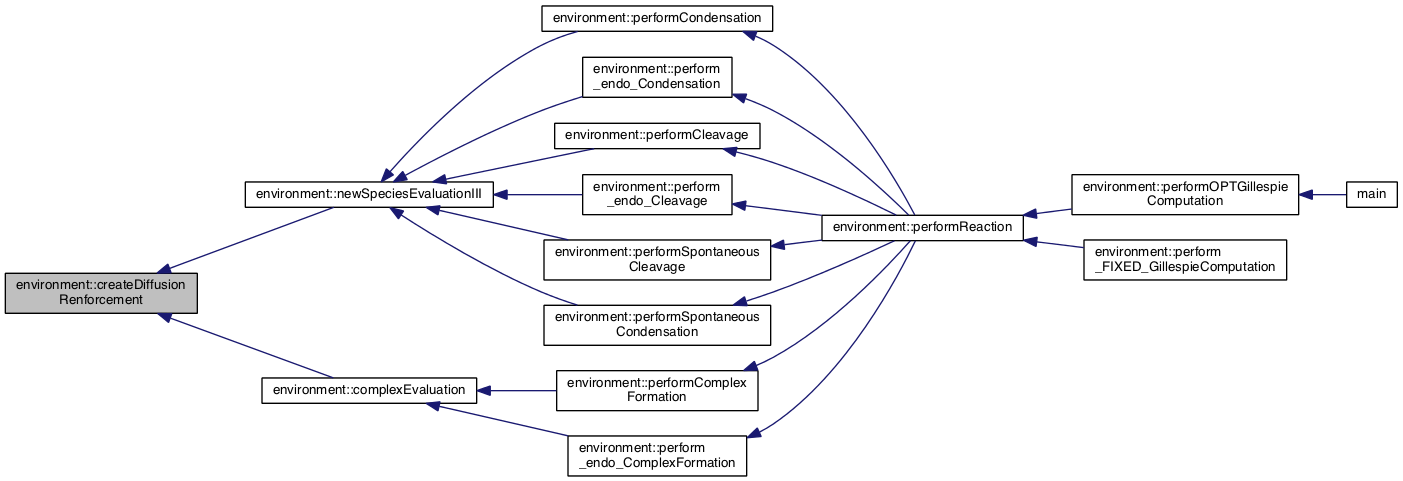 environment::performCondensation
environment::perform
_endo_Condensation
environment::performCleavage
environment::newSpeciesEvaluationIII
environment::perform
_endo_Cleavage
environment::performSpontaneous
Cleavage
environment::performSpontaneous
Condensation
environment::createDiffusion
Renforcement
environment::complexEvaluation
environment::performComplex
Formation
environment::perform
_endo_ComplexFormation
environment::performReaction
environment::performOPTGillespie
Computation
main
environment::perform
_FIXED_GillespieComputation